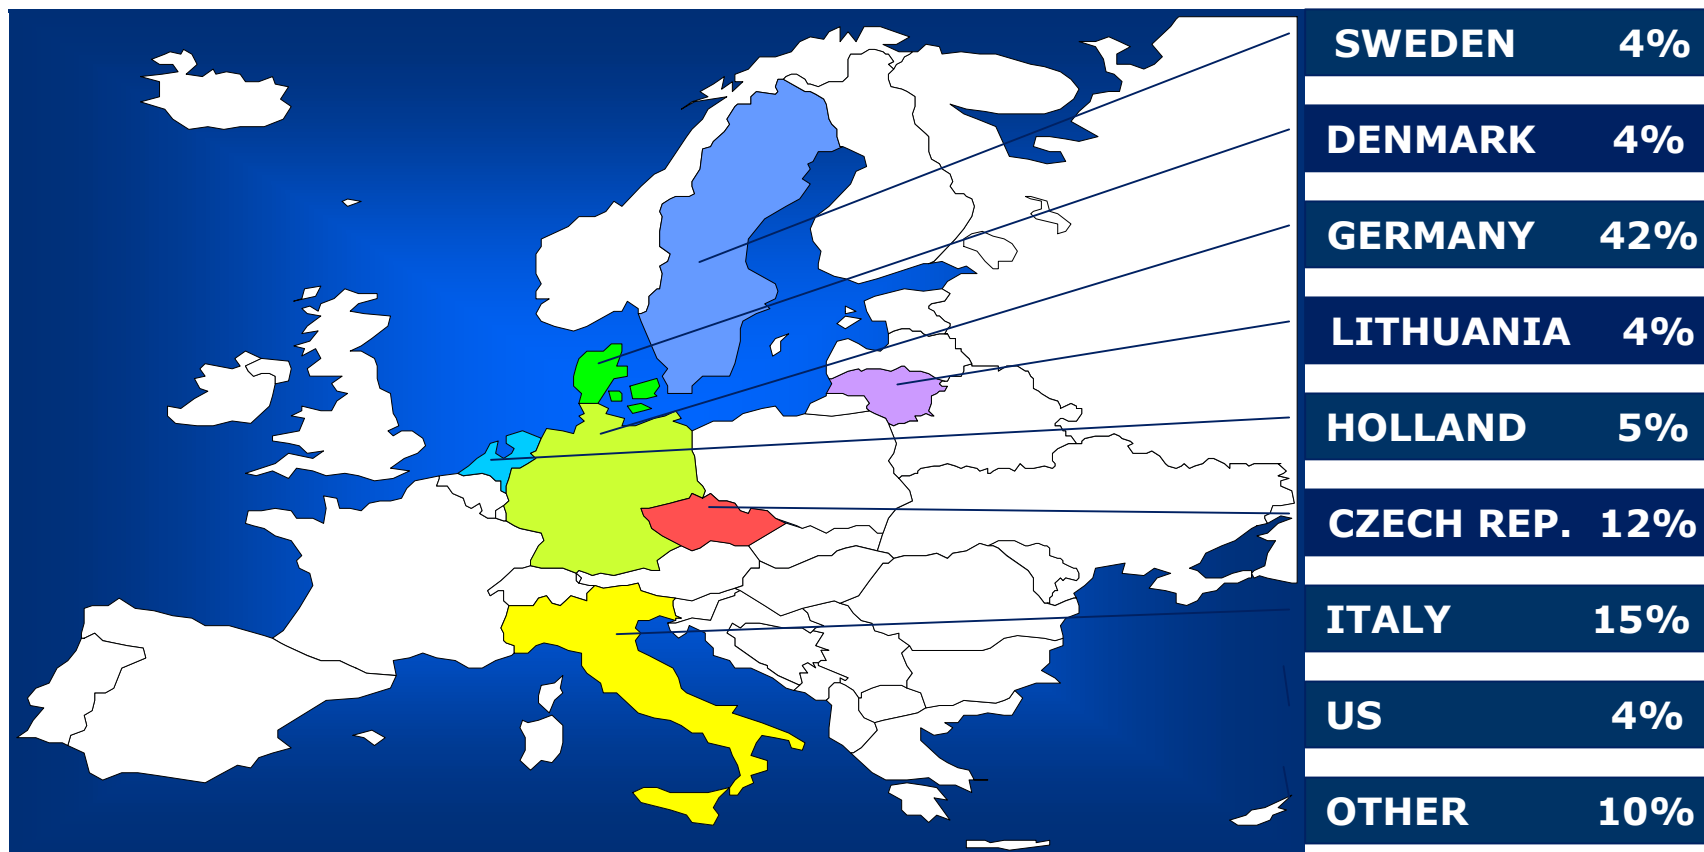 SWEDEN 4%
DENMARK 4%
GERMANY 42%
LITHUANIA 4%
HOLLAND 5%
CZECH REP. 12%
ITALY 15%
US 4%
OTHER 10%